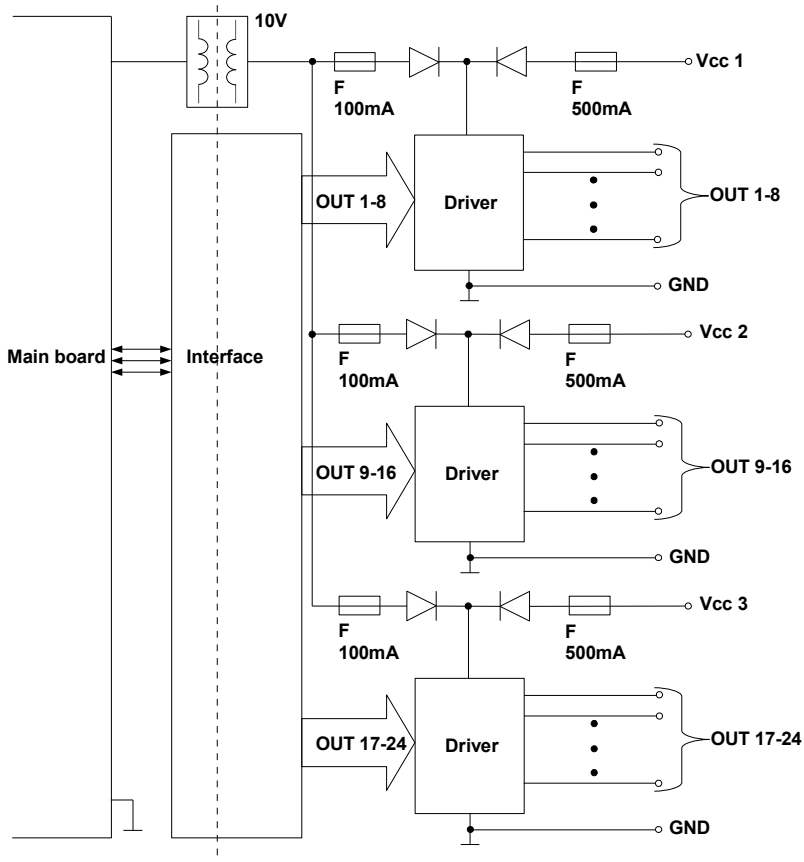 10V
Vcc 1
F
100mA
F
500mA
OUT 1-8
Driver
OUT 1-8
GND
Main board
Interface
Vcc 2
F
100mA
F
500mA
OUT 9-16
Driver
OUT 9-16
GND
Vcc 3
F
100mA
F
500mA
OUT 17-24
Driver
OUT 17-24
GND